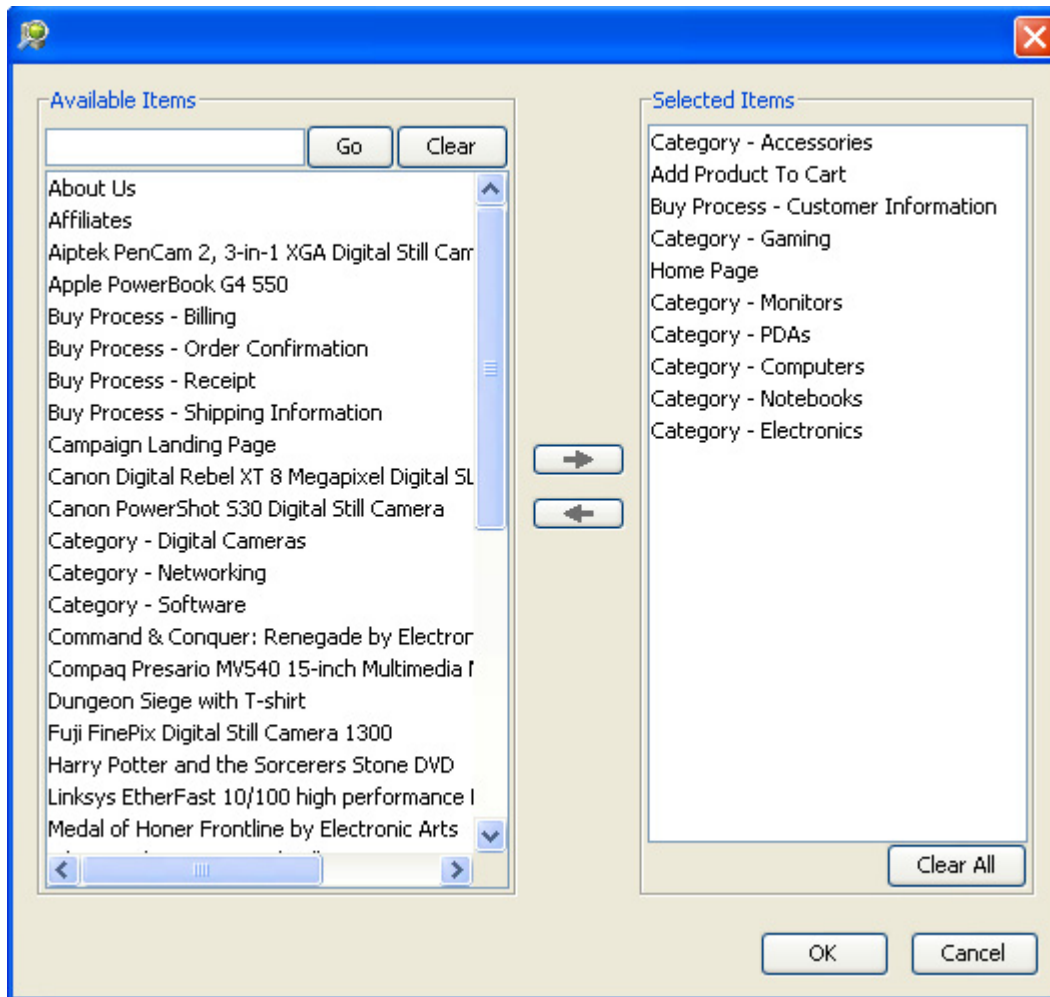 Available Items
Go
Clear
About Us
Affiliates
Aiptek PenCam 2, 3-in-1 XGA Digital Still Cam
Apple PowerBook G4 550
Buy Process - Billing
Buy Process - Order Confirmation
Buy Process - Receipt
Buy Process - Shipping Information
Campaign Landing Page
Canon Digital Rebel XT 8 Megapixel Digital SL
Canon PowerShot S30 Digital Still Camera
Category - Digital Cameras
Category - Networking
Category - Software
Command & Conquer: Renegade by Electron
Compaq Presario MV540 15-inch Multimedia
Dungeon Siege with T-shirt
Fuji FinePix Digital Still Camera 1300
Harry Potter and the Sorcerers Stone DVD
Linksys EtherFast 10/100 high performance
Medal of Honer Frontline by Electronic Arts
Selected Items
Category - Accessories
Add Product To Cart
Buy Process - Customer Information
Category - Gaming
Home Page
Category - Monitors
Category - PDAs
Category - Computers
Category - Notebooks
Category - Electronics
Clear All
OK
Cancel